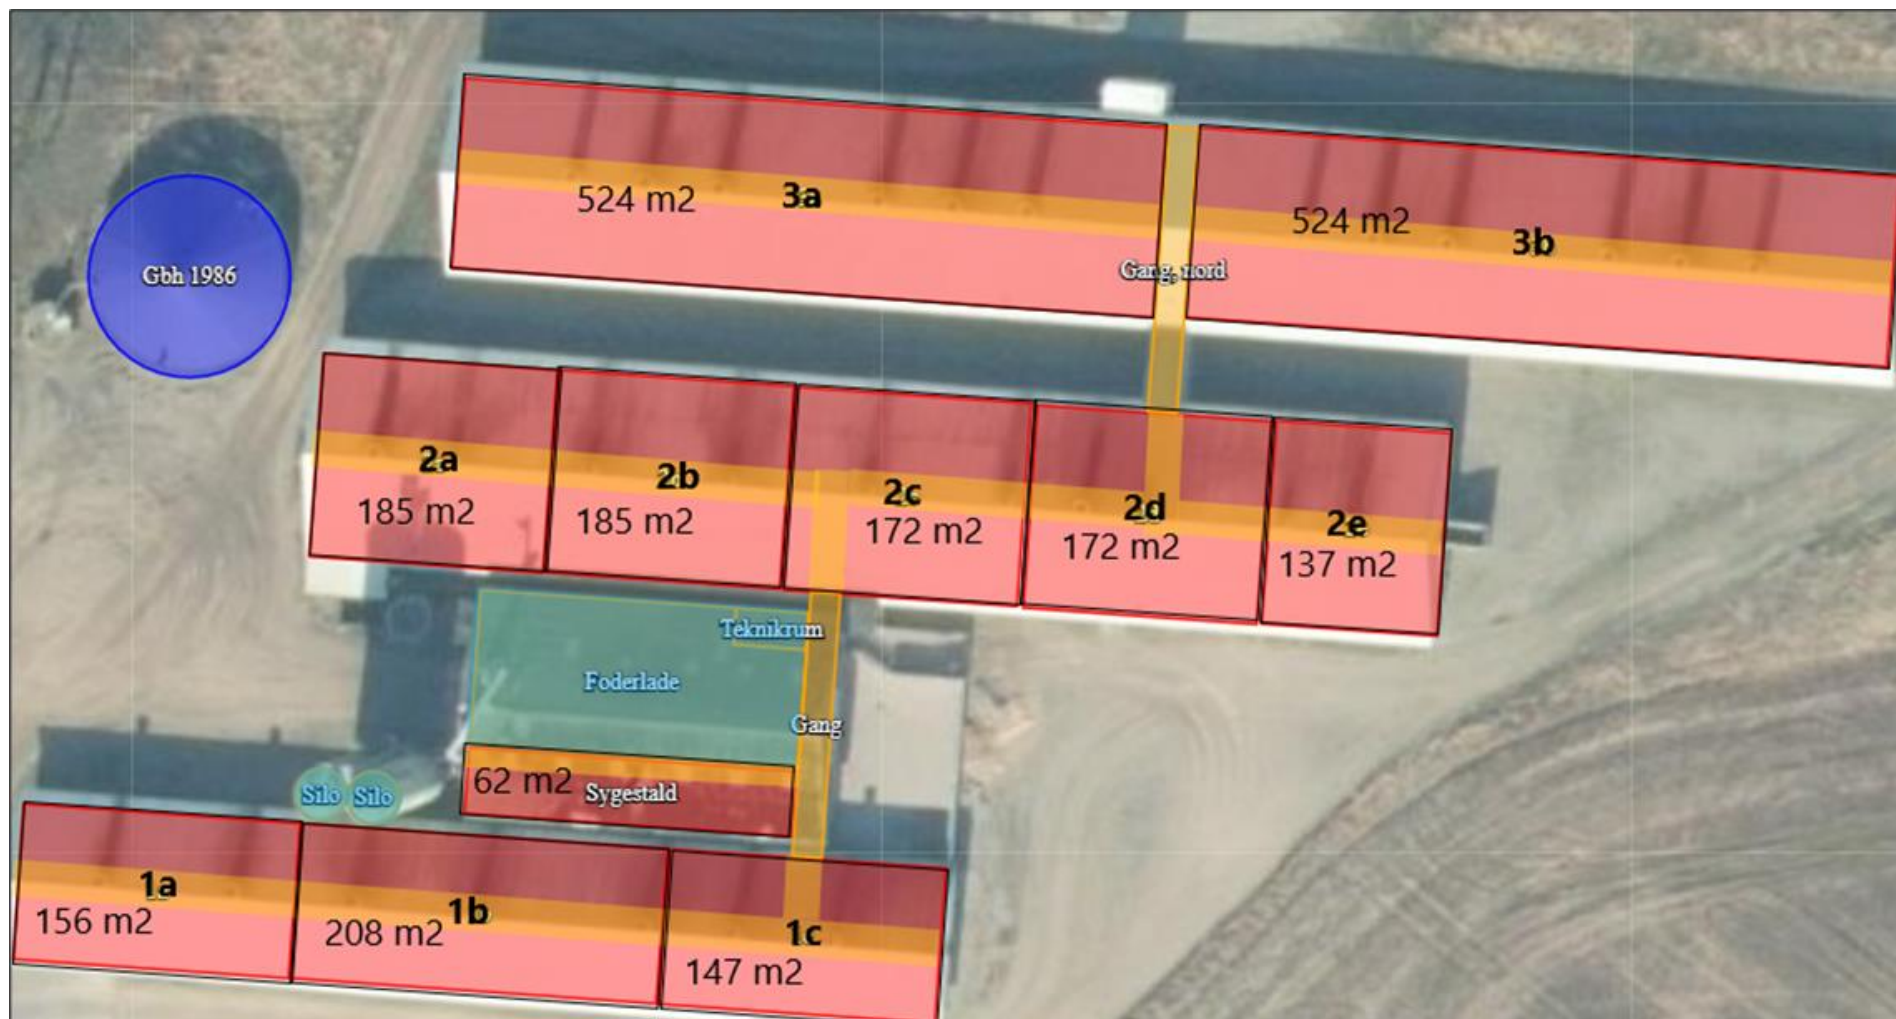 3a
524 m2
524 m2
3b
Gang, nord
Gbh 1986
2a
185 m2
2b
185 m2
2c
172 m2
2d
172 m2
2e
137 m2
Teknikrum
Foderlade
Gang
62 m2 Sygestald
Silo Silo
1a
156 m2
1b
208 m2
1c
147 m2